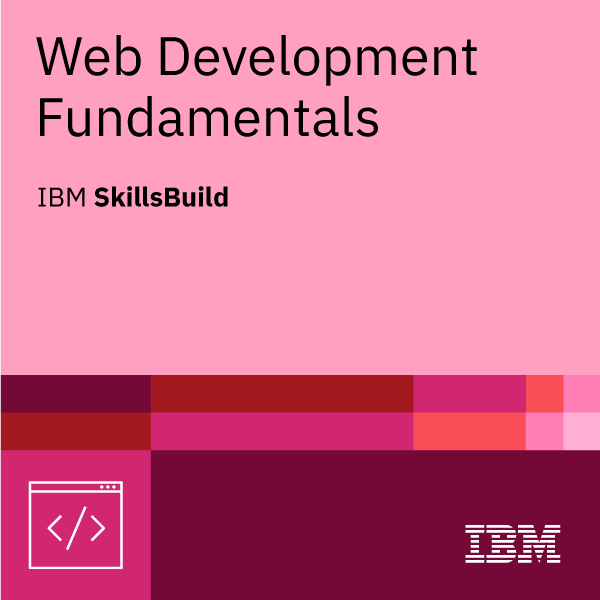 Web Development
Fundamentals
IBM SkillsBuild
</>
IBM